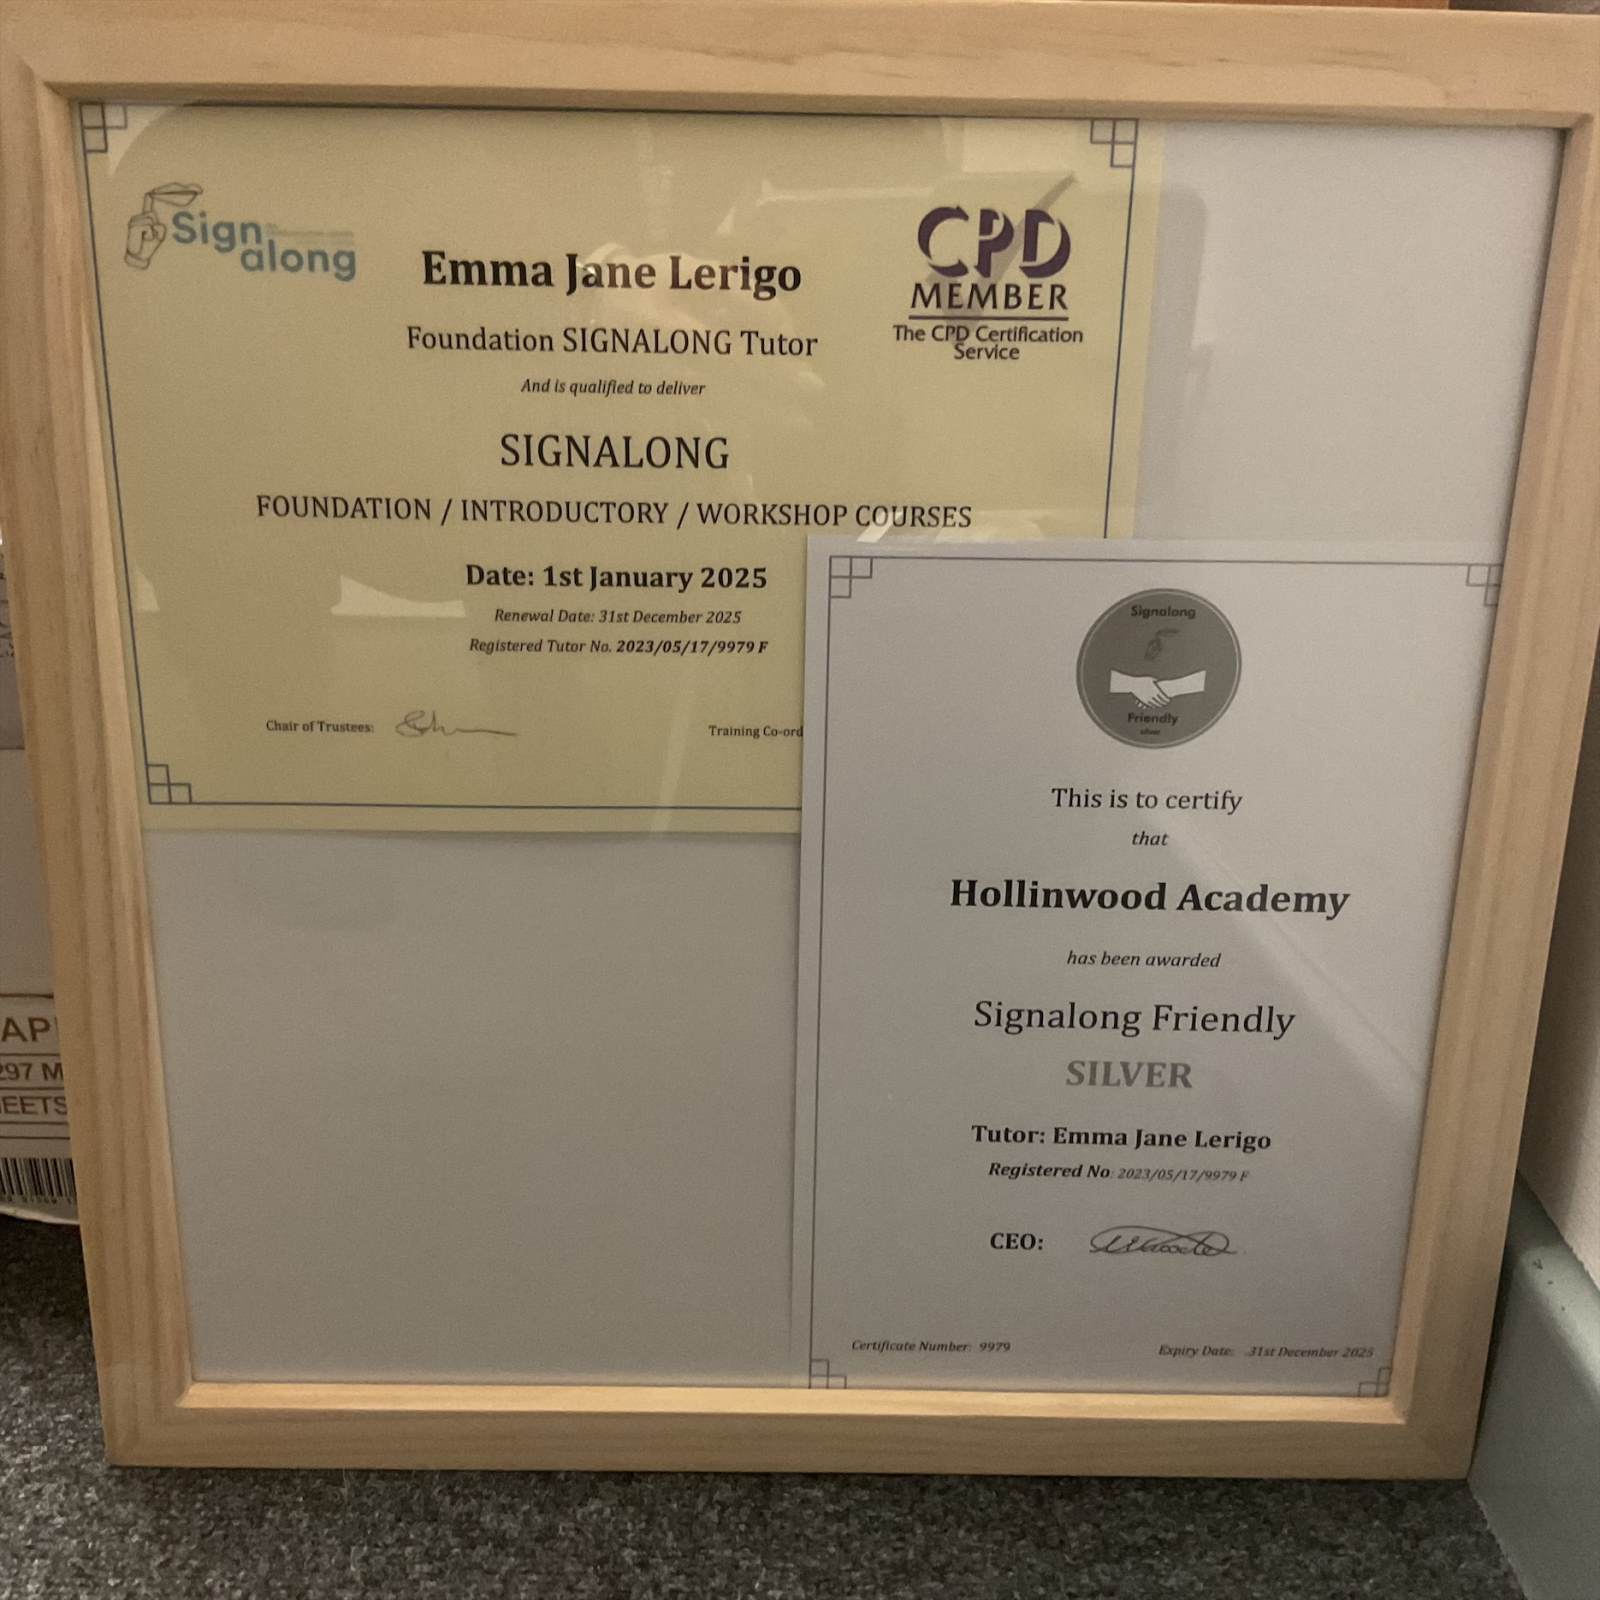 Sign
along
Emma Jane Lerigo
Foundation SIGNALONG Tutor
And is qualified to deliver
SIGNALONG
FOUNDATION / INTRODUCTORY / WORKSHOP COURSES
Date: 1st January 2025
Renewal Date: 31st December 2025
Registered Tutor No. 2023/05/17/9979 F
Chair of Trustees:
Training Co-ord
CPD
MEMBER
The CPD Certification
Service
Signalong
Friendly
silver
This is to certify
that
Hollinwood Academy
has been awarded
Signalong Friendly
SILVER
Tutor: Emma Jane Lerigo
Registered No: 2023/05/17/9979 F
CEO:
Certificate Number: 9979
Expiry Date: 31st December 2025
AP
297 M
EETS